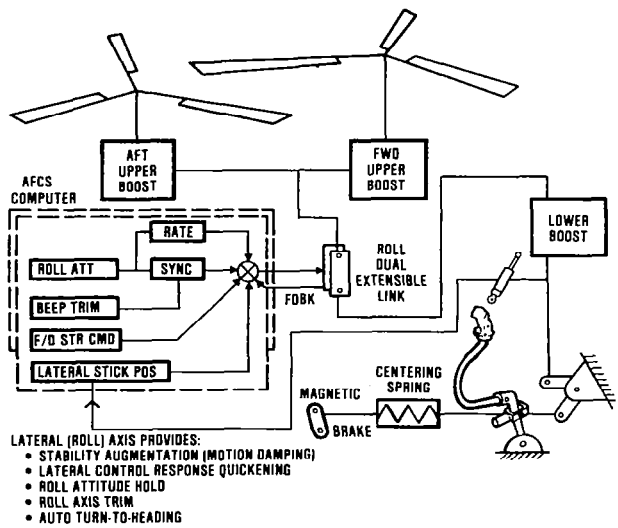 AFT
UPPER
BOOST
FWD
UPPER
BOOST
AFCS
COMPUTER
LOWER
BOOST
RATE
ROLL ATT
SYNC
ROLL
DUAL
EXTENSIBLE
LINK
FDBK
BEEP TRIM
F/D STR CMD
LATERAL STICK POS
CENTERING
SPRING
MAGNETIC
BRAKE
LATERAL (ROLL) AXIS PROVIDES:
• STABILITY AUGMENTATION (MOTION DAMPING)
• LATERAL CONTROL RESPONSE QUICKENING
• ROLL ATTITUDE HOLD
• ROLL AXIS TRIM
• AUTO TURN-TO-HEADING